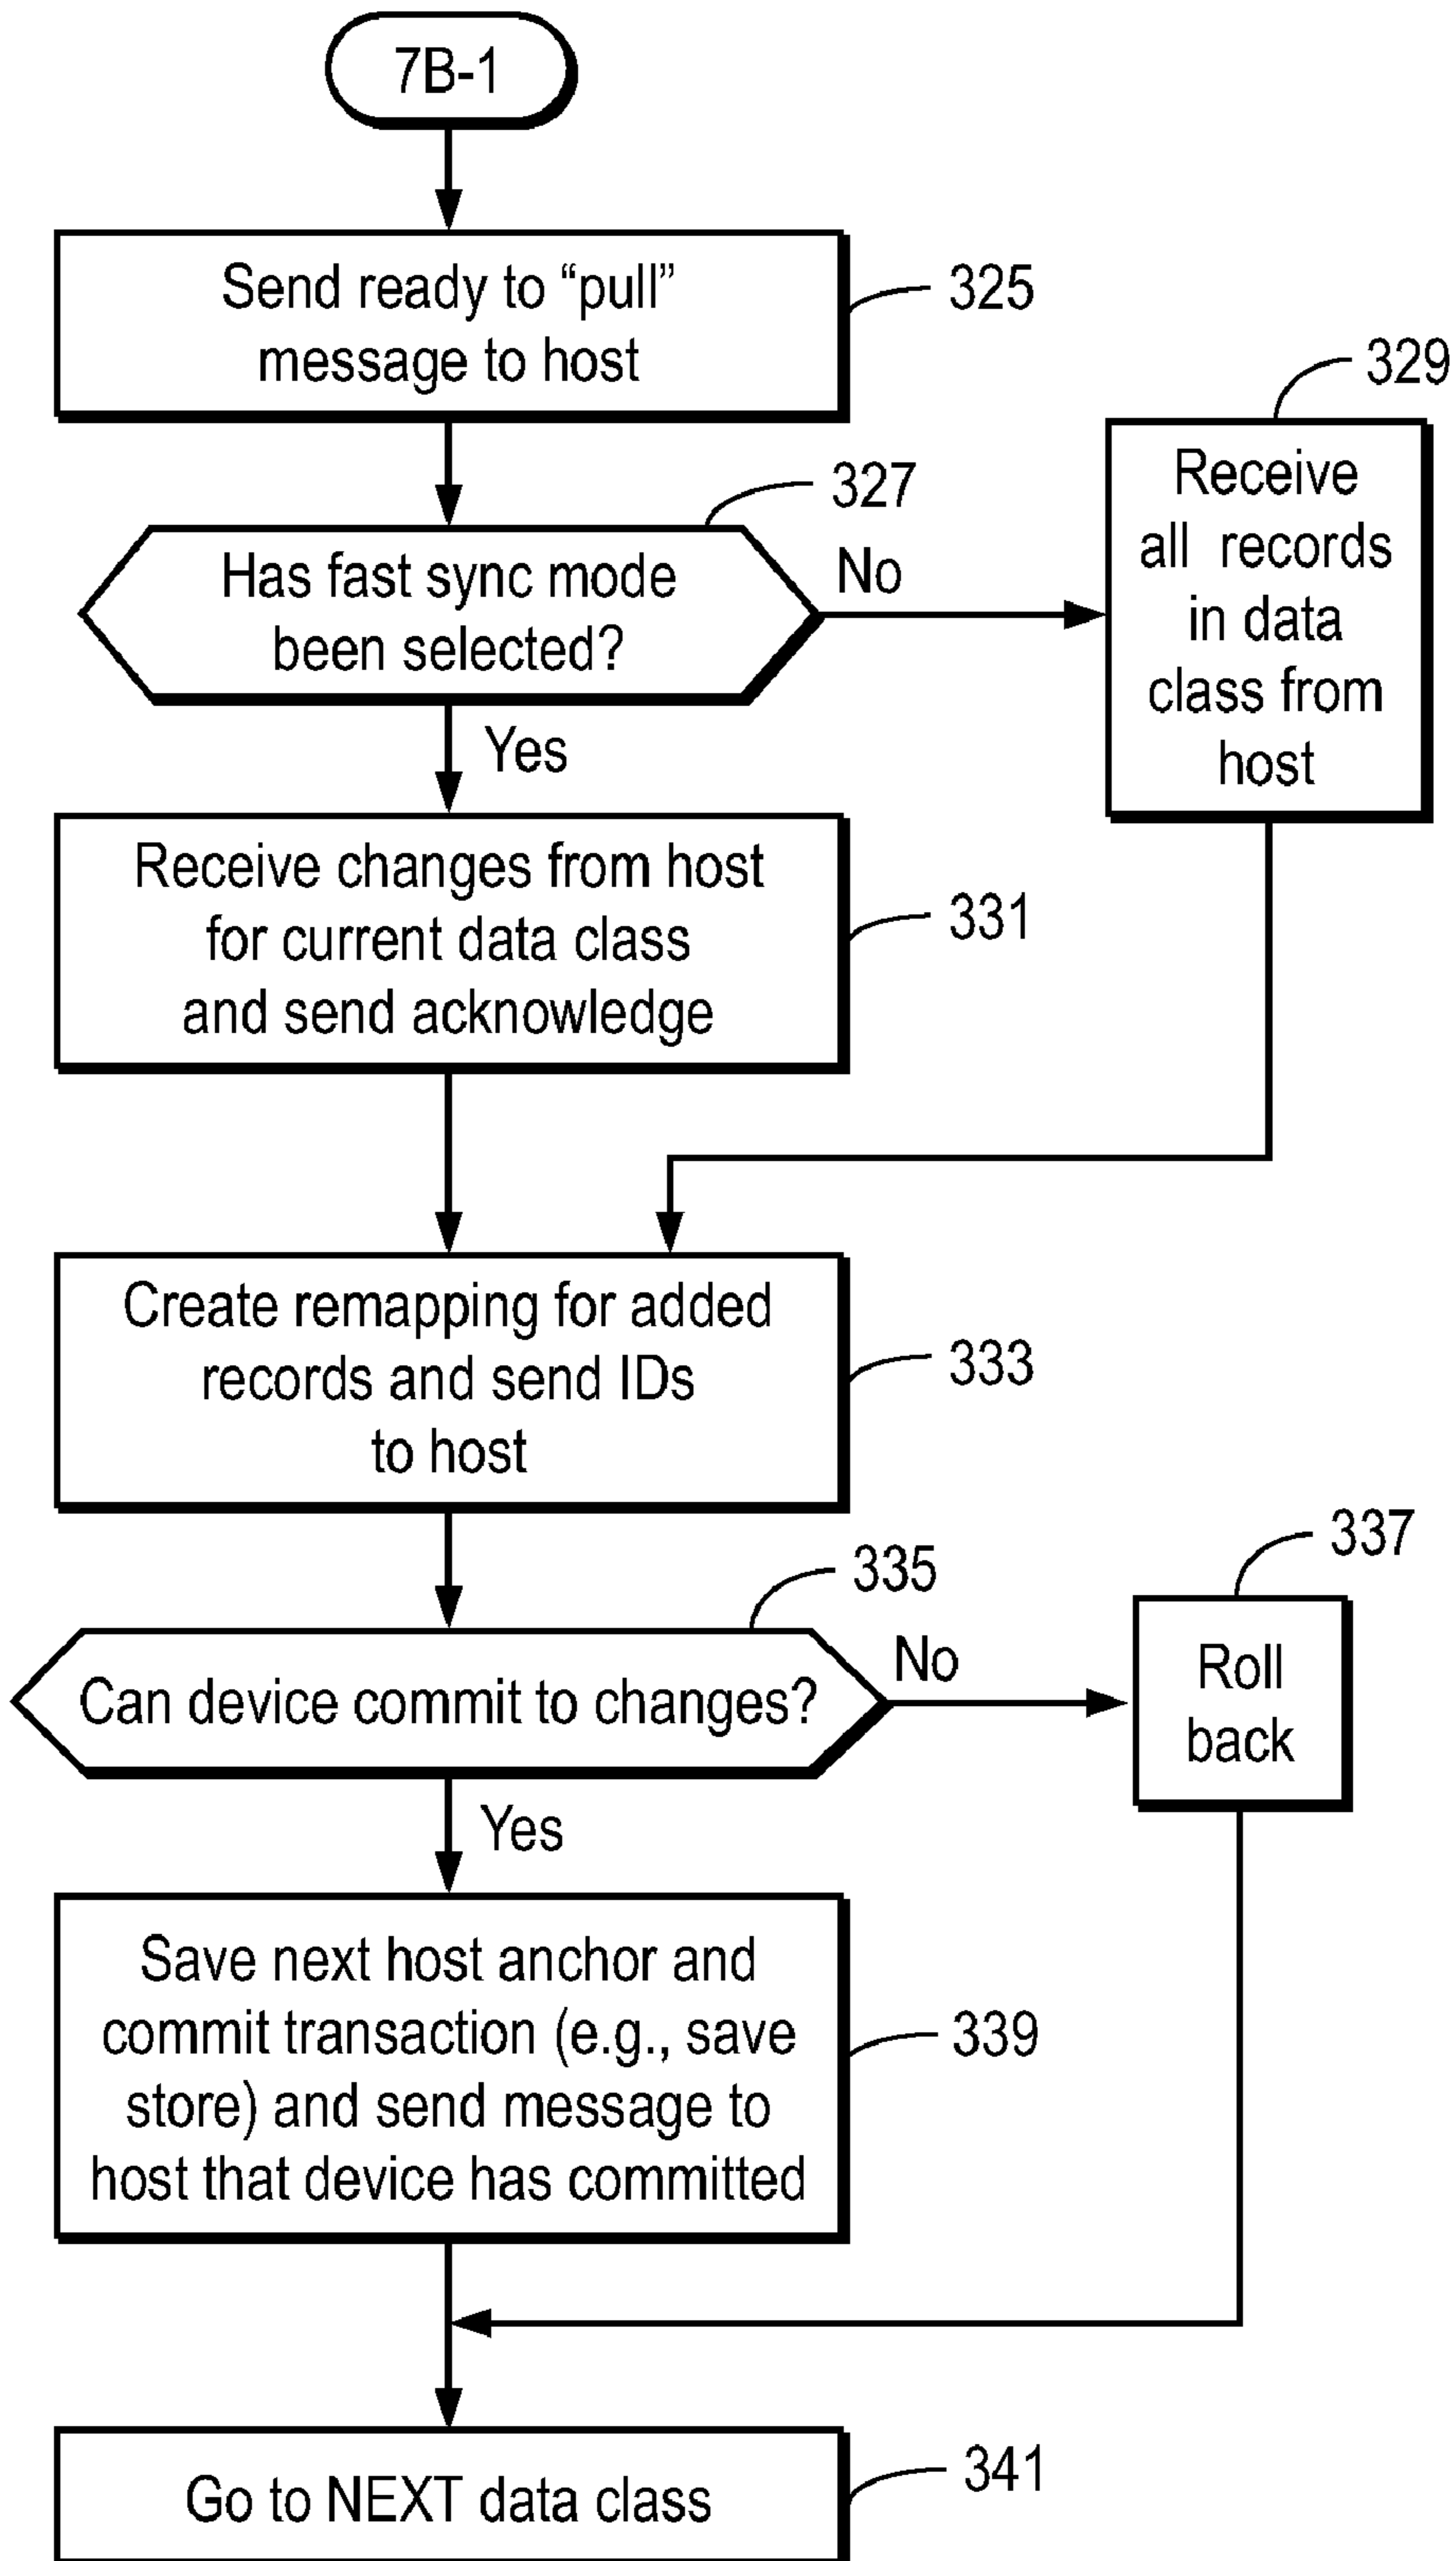 7B-1
Send ready to “pull”
message to host
325
329
Receive
all records
in data
class from
host
327
Has fast sync mode
been selected?
No
Yes
Receive changes from host
for current data class
and send acknowledge
331
Create remapping for added
records and send IDs
to host
333
335
337
Can device commit to changes?
No
Roll
back
Yes
Save next host anchor and
commit transaction (e.g., save
store) and send message to
host that device has committed
339
Go to NEXT data class
341